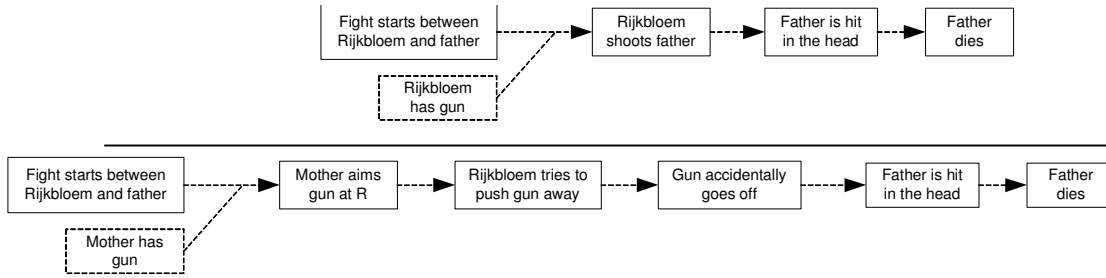 Fight starts between
Rijkbloem and father
Rijkbloem
shoots father
Father is hit
in the head
Father
dies
Rijkbloem
has gun
Fight starts between
Rijkbloem and father
Mother aims
gun at R
Rijkbloem tries to
push gun away
Gun accidentally
goes off
Father is hit
in the head
Father
dies
Mother has
gun